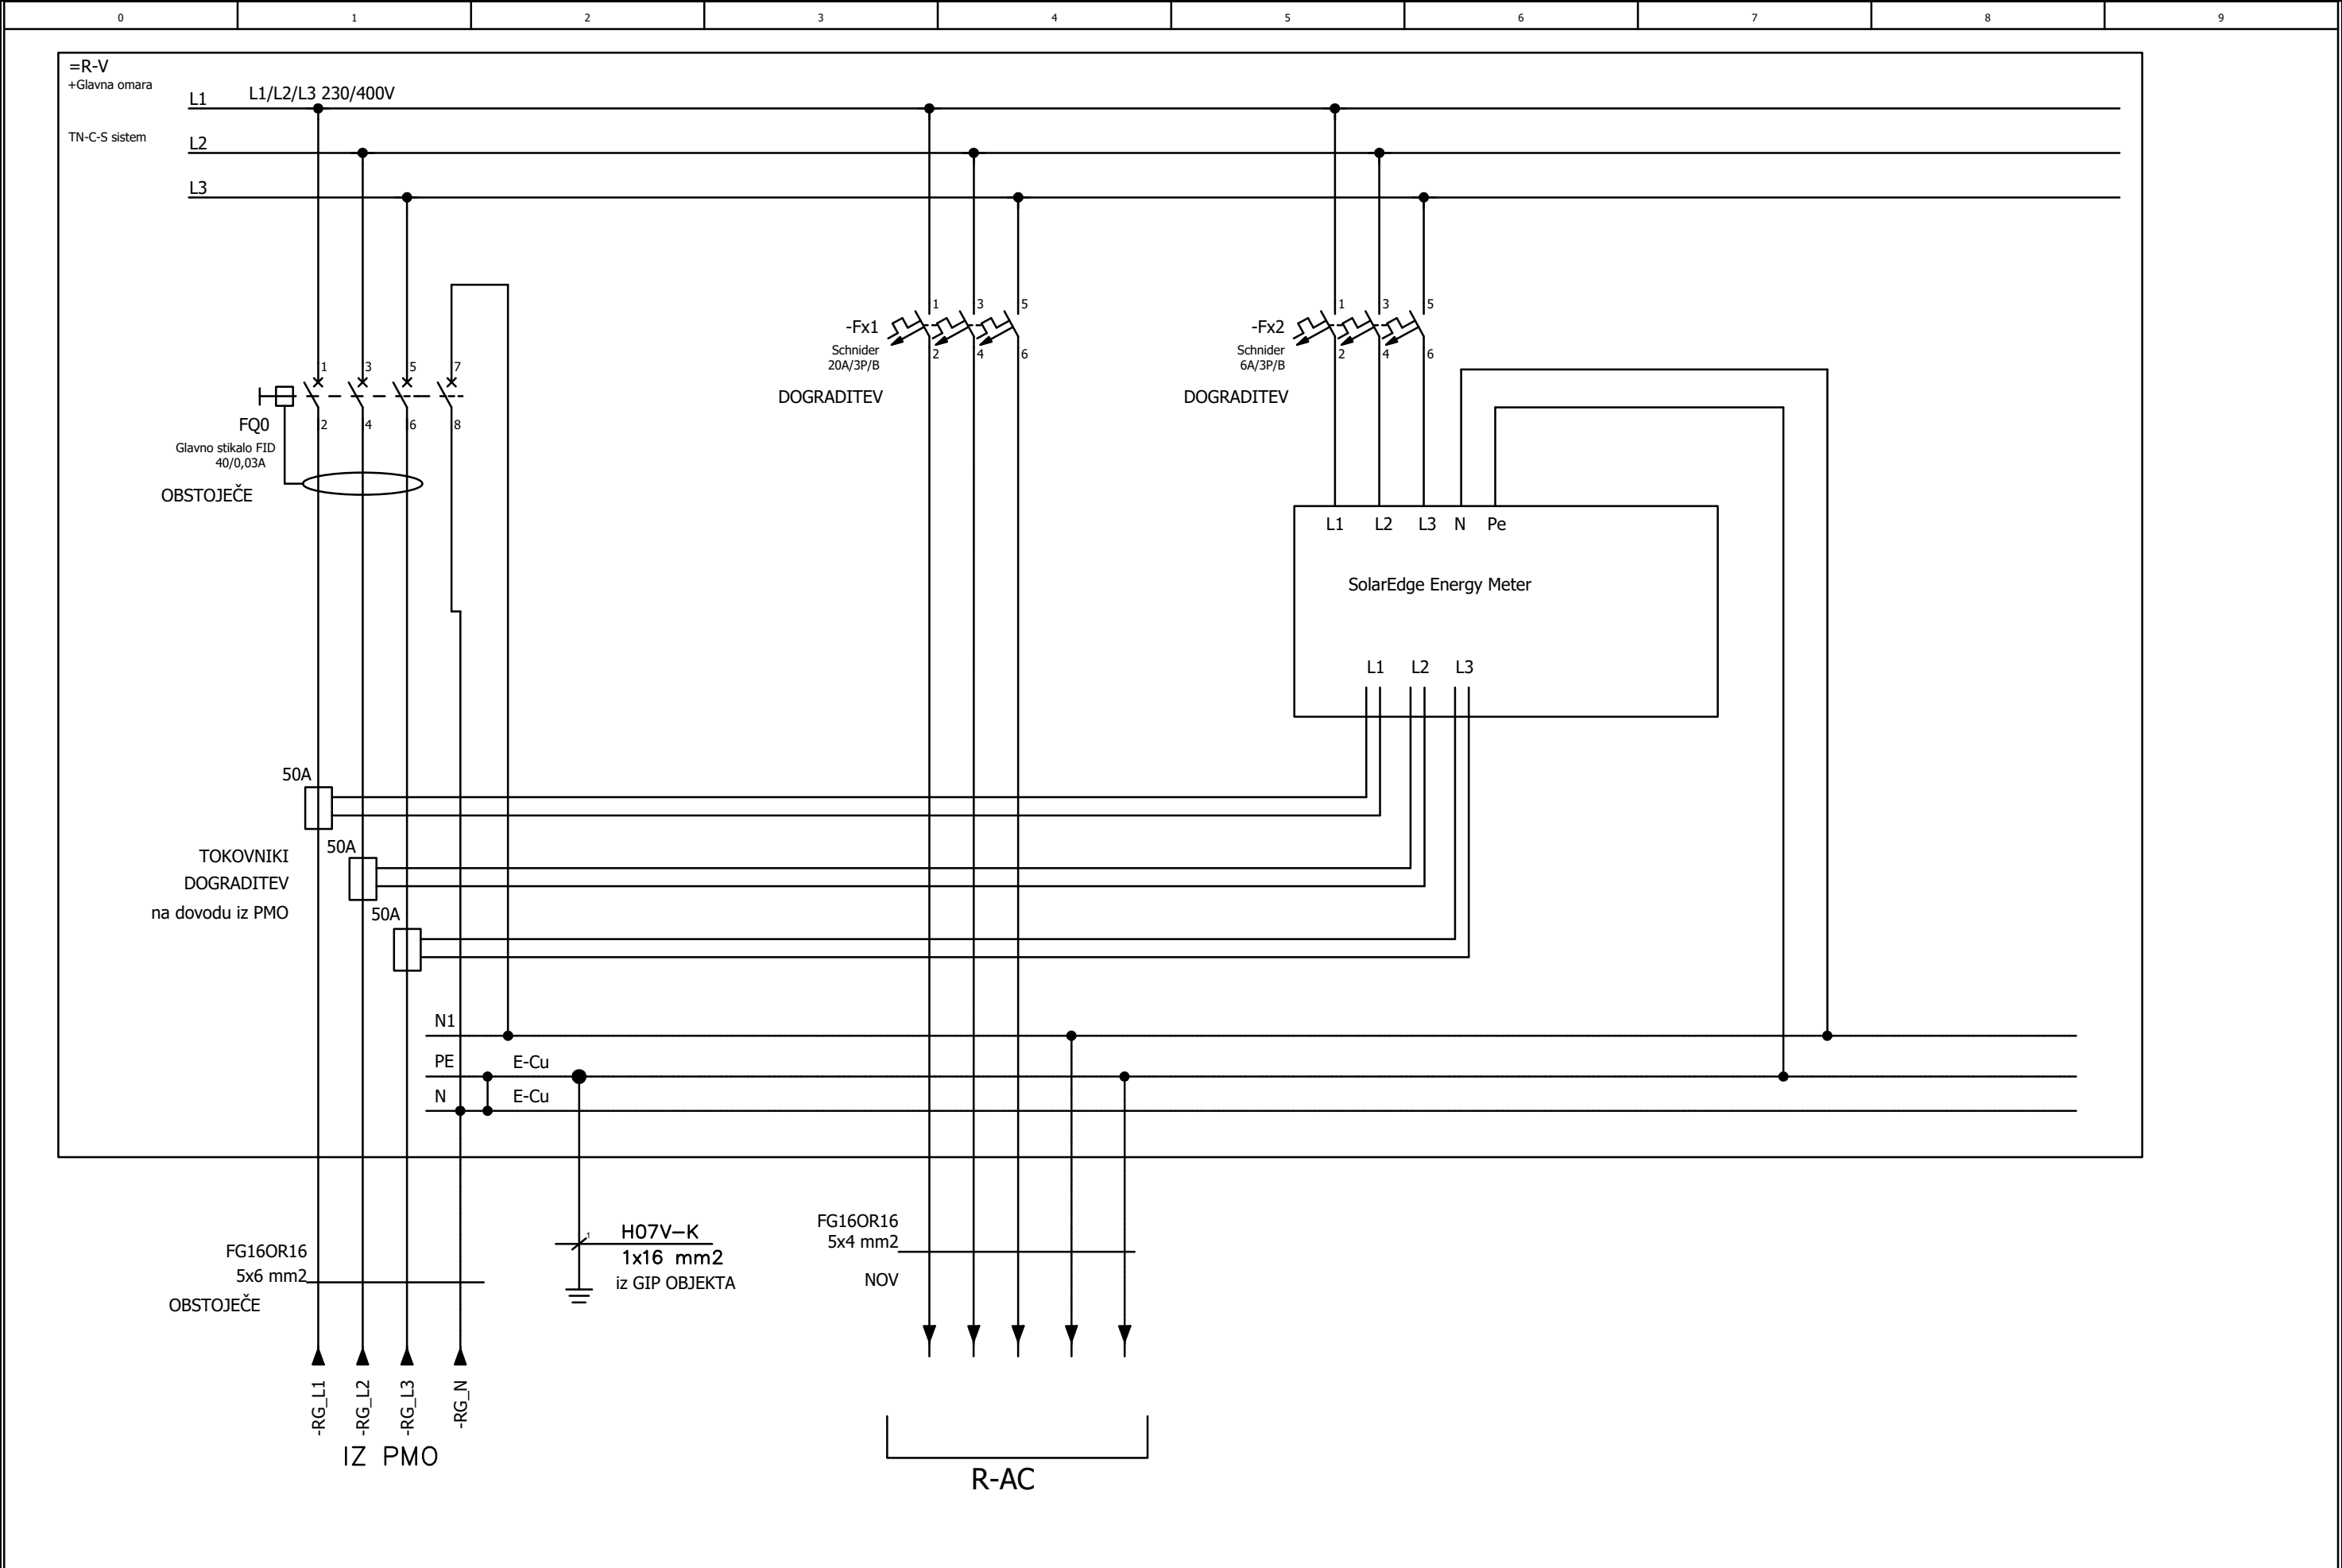 0 1 2 3 4 5 6 7 8 9
=R-V
+Glavna omara
L1 L1/L2/L3 230/400V
TN-C-S sistem
L2
L3
1 3 5 7
2 4 6 8
FQ0
Glavno stikalo FID
40/0,03A
OBSTOJEČE
1 3 5
-Fx1
Schnider
20A/3P/B
2 4 6
DOGRADITEV
1 3 5
-Fx2
Schnider
6A/3P/B
2 4 6
DOGRADITEV
L1 L2 L3 N Pe
SolarEdge Energy Meter
L1 L2 L3
50A
50A
50A
TOKOVNIKI
DOGRADITEV
na dovodu iz PMO
N1
PE E-Cu
N E-Cu
FG16OR16
5x6 mm2
OBSTOJEČE
1
H07V-K
1x16 mm2
iz GIP OBJEKTA
FG16OR16
5x4 mm2
NOV
-RG_L1
-RG_L2
-RG_L3
-RG_N
IZ PMO
R-AC